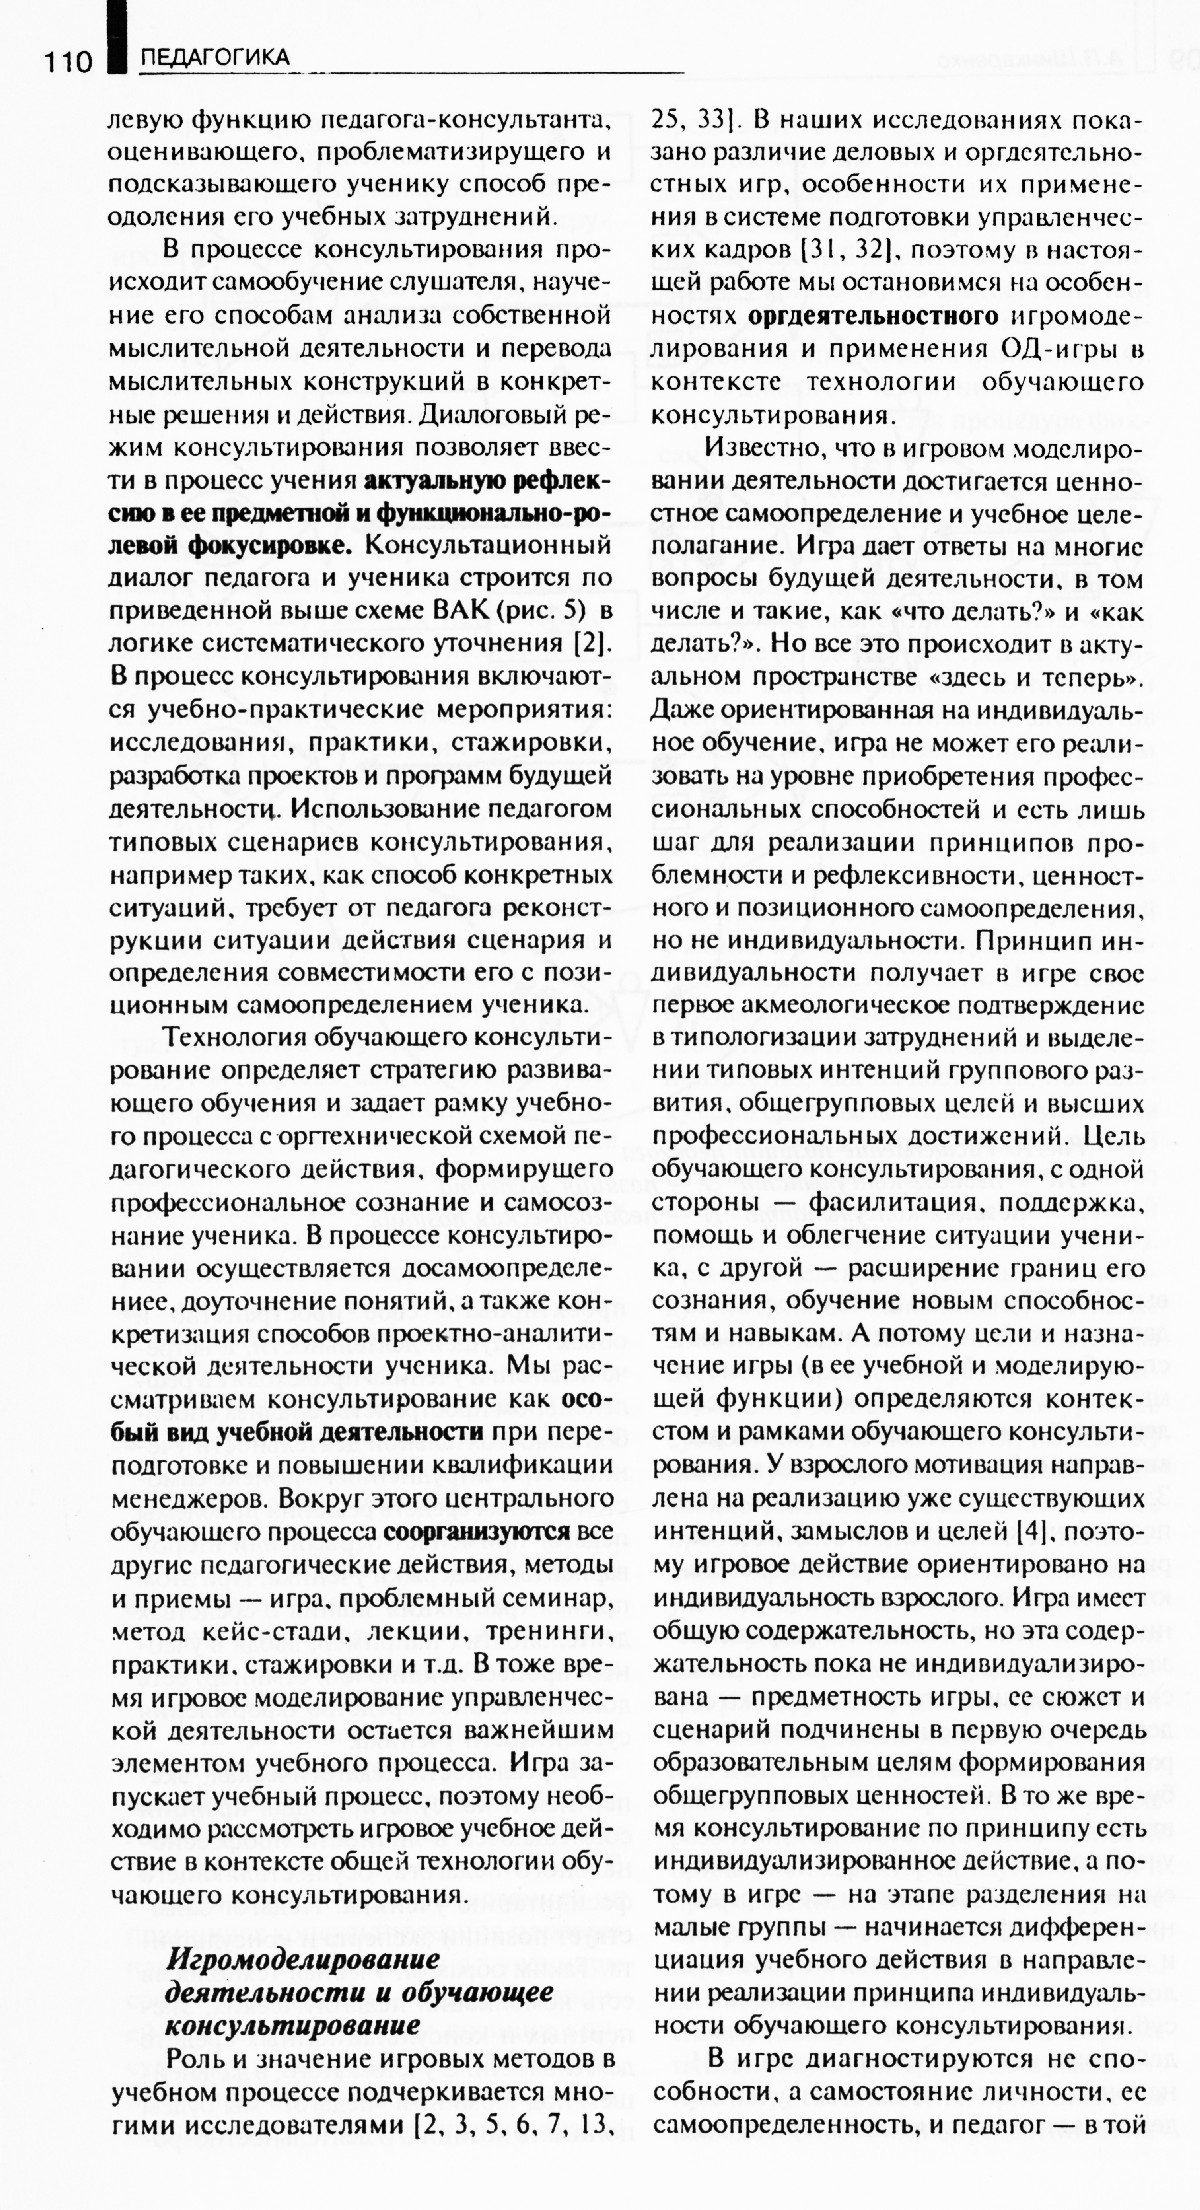 110
ПЕДАГОГИКА
левую функцию педагога-консультанта,
оценивающего, проблематизирущего и
подсказывающего ученику способ пре-
одоления его учебных затруднений.
В процессе консультирования про-
исходит самообучение слушателя, науче-
ние его способам анализа собственной
мыслительной деятельности и перевода
мыслительных конструкций в конкрет-
ные решения и действия. Диалоговый ре-
жим консультирования позволяет ввес-
ти в процесс учения актуальную рефлек-
сию в ее предметной и функционально-ро-
левой фокусировке. Консультационный
диалог педагога и ученика строится по
приведенной выше схеме ВАК (рис. 5) в
логике систематического уточнения [2].
В процесс консультирования включают-
ся учебно-практические мероприятия:
исследования, практики, стажировки,
разработка проектов и программ будущей
деятельности. Использование педагогом
типовых сценариев консультирования,
например таких, как способ конкретных
ситуаций, требует от педагога реконст-
рукции ситуации действия сценария и
определения совместимости его с пози-
ционным самоопределением ученика.
Технология обучающего консульти-
рование определяет стратегию развива-
ющего обучения и задает рамку учебно-
го процесса с оргтехнической схемой пе-
дагогического действия, формирущего
профессиональное сознание и самосоз-
нание ученика. В процессе консультиро-
вании осуществляется досамоопределе-
ниее, доуточнение понятий, а также кон-
кретизация способов проектно-аналити-
ческой деятельности ученика. Мы рас-
сматриваем консультирование как осо-
бый вид учебной деятельности при пере-
подготовке и повышении квалификации
менеджеров. Вокруг этого центрального
обучающего процесса соорганизуются все
другие педагогические действия, методы
и приемы — игра, проблемный семинар,
метод кейс-стади, лекции, тренинги,
практики, стажировки и т.д. В тоже вре-
мя игровое моделирование управленчес-
кой деятельности остается важнейшим
элементом учебного процесса. Игра за-
пускает учебный процесс, поэтому необ-
ходимо рассмотреть игровое учебное дей-
ствие в контексте общей технологии обу-
чающего консультирования.
Игромоделирование
деятельности и обучающее
консультирование
Роль и значение игровых методов в
учебном процессе подчеркивается мно-
гими исследователями [2, 3, 5, 6, 7, 13,
25, 33]. В наших исследованиях пока-
зано различие деловых и оргдеятельно-
стных игр, особенности их примене-
ния в системе подготовки управленчес-
ких кадров [31, 32], поэтому в настоя-
щей работе мы остановимся на особен-
ностях оргдеятельностного игромоде-
лирования и применения ОД-игры в
контексте технологии обучающего
консультирования.
Известно, что в игровом моделиро-
вании деятельности достигается ценно-
стное самоопределение и учебное целе-
полагание. Игра дает ответы на многие
вопросы будущей деятельности, в том
числе и такие, как «что делать?» и «как
делать?». Но все это происходит в акту-
альном пространстве «здесь и теперь».
Даже ориентированная на индивидуаль-
ное обучение, игра не может его реали-
зовать на уровне приобретения профес-
сиональных способностей и есть лишь
шаг для реализации принципов про-
блемности и рефлексивности, ценност-
ного и позиционного самоопределения,
но не индивидуальности. Принцип ин-
дивидуальности получает в игре свое
первое акмеологическое подтверждение
в типологизации затруднений и выделе-
нии типовых интенций группового раз-
вития, общегрупповых целей и высших
профессиональных достижений. Цель
обучающего консультирования, с одной
стороны — фасилитация, поддержка,
помощь и облегчение ситуации учени-
ка, с другой — расширение границ его
сознания, обучение новым способнос-
тям и навыкам. А потому цели и назна-
чение игры (в ее учебной и моделирую-
щей функции) определяются контек-
стом и рамками обучающего консульти-
рования. У взрослого мотивация направ-
лена на реализацию уже существующих
интенций, замыслов и целей [4], поэто-
му игровое действие ориентировано на
индивидуальность взрослого. Игра имеет
общую содержательность, но эта содер-
жательность пока не индивидуализиро-
вана — предметность игры, ее сюжет и
сценарий подчинены в первую очередь
образовательным целям формирования
общегрупповых ценностей. В то же вре-
мя консультирование по принципу есть
индивидуализированное действие, а по-
тому в игре — на этапе разделения на
малые группы — начинается дифферен-
циация учебного действия в направле-
нии реализации принципа индивидуаль-
ности обучающего консультирования.
В игре диагностируются не спо-
собности, а самостояние личности, ее
самоопределенность, и педагог — в той